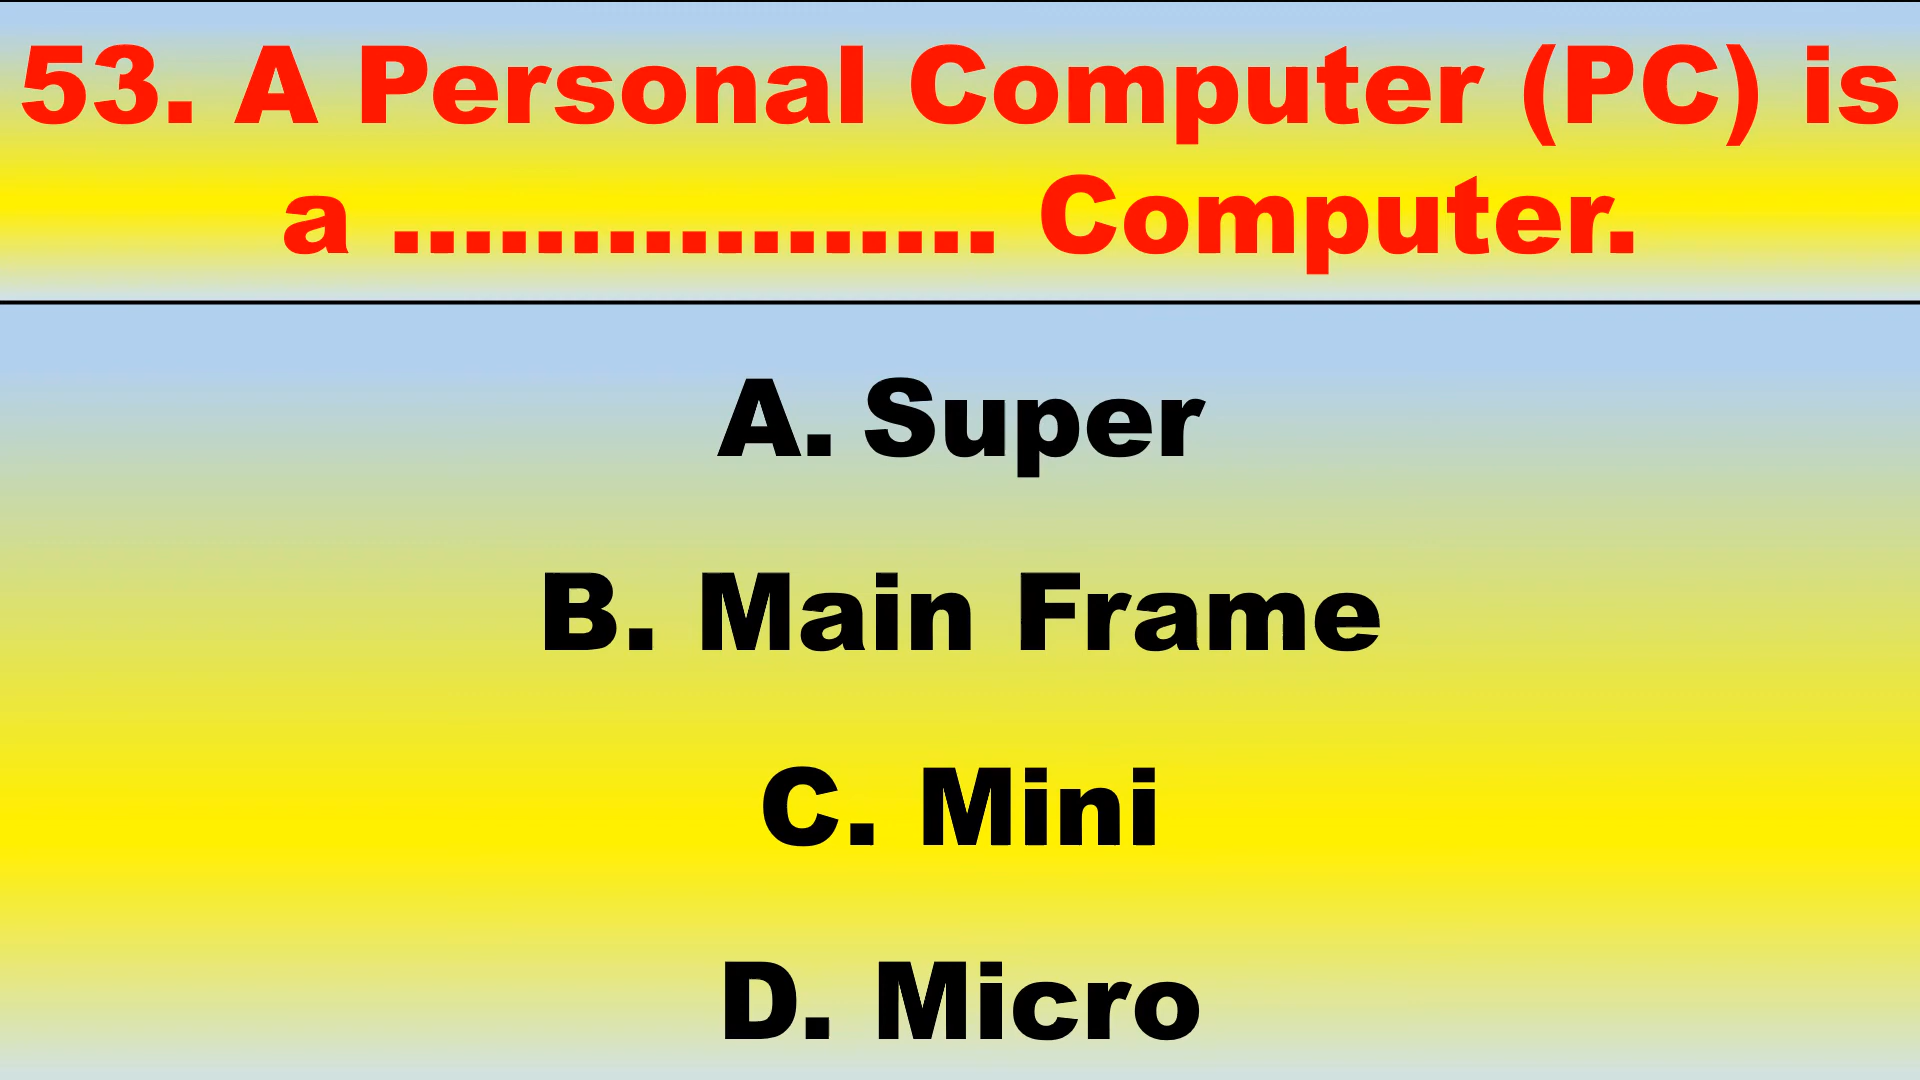 53. A Personal Computer (PC) is
a ................. Computer.
A. Super
B. Main Frame
C. Mini
D. Micro